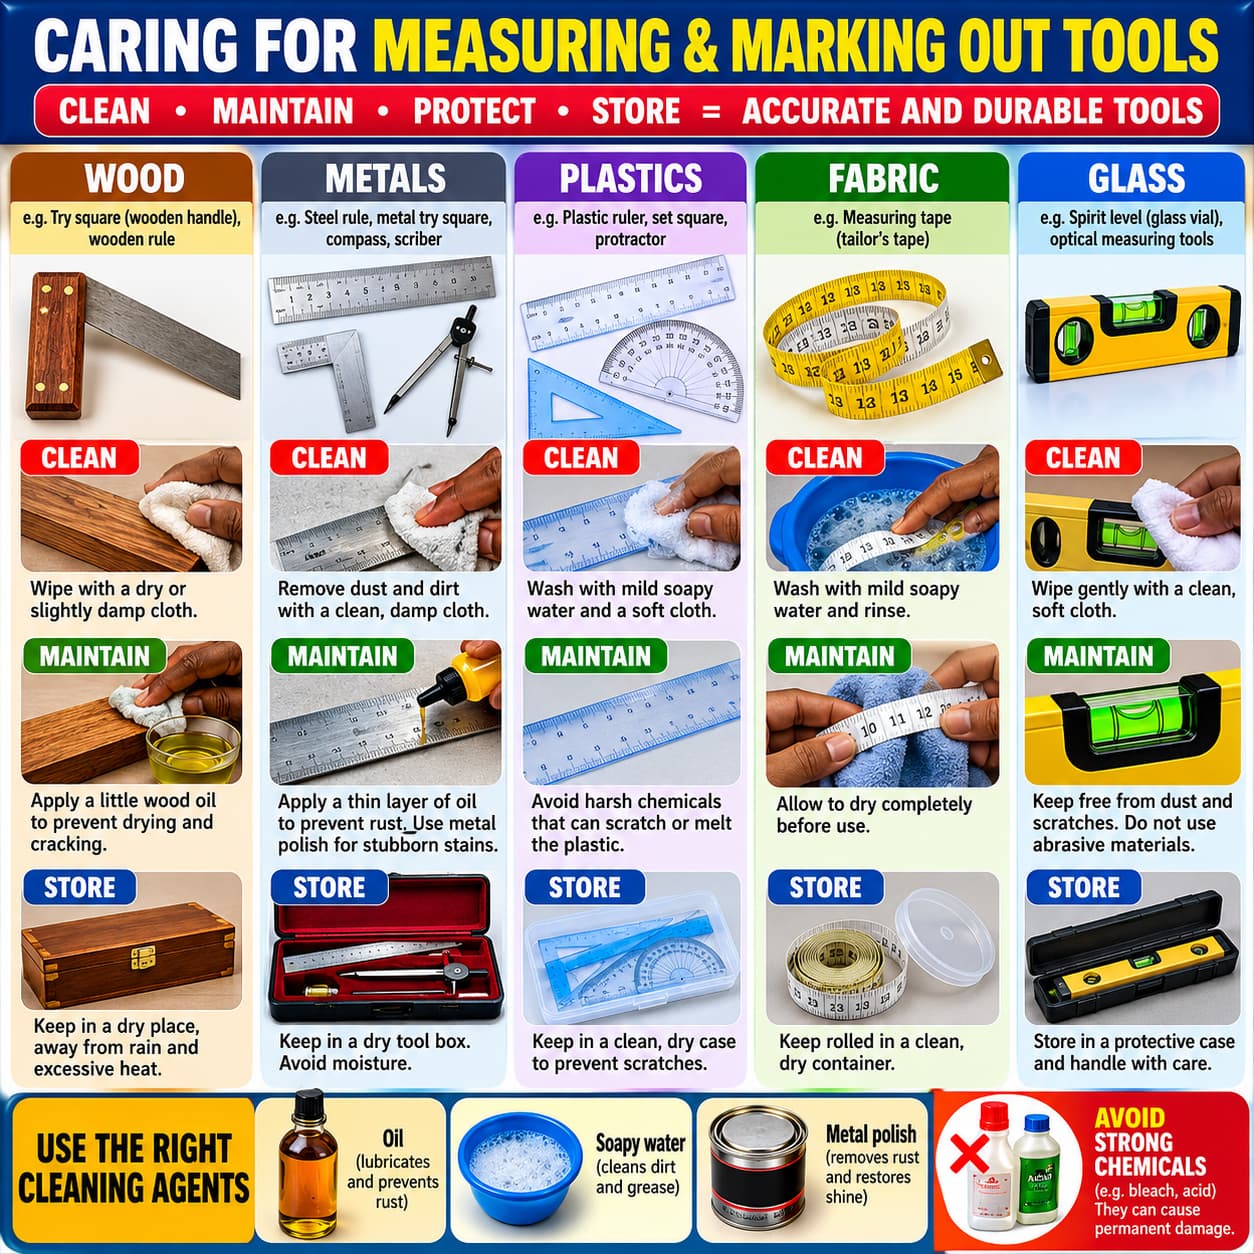 CARING FOR MEASURING & MARKING OUT TOOLS
CLEAN • MAINTAIN • PROTECT • STORE = ACCURATE AND DURABLE TOOLS
WOOD
e.g. Try square (wooden handle),
wooden rule
CLEAN
Wipe with a dry or
slightly damp cloth.
MAINTAIN
Apply a little wood oil
to prevent drying and
cracking.
STORE
Keep in a dry place,
away from rain and
excessive heat.
METALS
e.g. Steel rule, metal try square,
compass, scriber
CLEAN
Remove dust and dirt
with a clean, damp cloth.
MAINTAIN
Apply a thin layer of oil
to prevent rust. Use metal
polish for stubborn stains.
STORE
Keep in a dry tool box.
Avoid moisture.
PLASTICS
e.g. Plastic ruler, set square,
protractor
CLEAN
Wash with mild soapy
water and a soft cloth.
MAINTAIN
Avoid harsh chemicals
that can scratch or melt
the plastic.
STORE
Keep in a clean, dry case
to prevent scratches.
FABRIC
e.g. Measuring tape
(tailor's tape)
CLEAN
Wash with mild soapy
water and rinse.
MAINTAIN
10 11 12
Allow to dry completely
before use.
STORE
Keep rolled in a clean,
dry container.
GLASS
e.g. Spirit level (glass vial),
optical measuring tools
CLEAN
Wipe gently with a clean,
soft cloth.
MAINTAIN
Keep free from dust and
scratches. Do not use
abrasive materials.
STORE
Store in a protective case
and handle with care.
USE THE RIGHT
CLEANING AGENTS
Oil
(lubricates
and prevents
rust)
Soapy water
(cleans dirt
and grease)
Metal polish
(removes rust
and restores
shine)
AVOID
STRONG
CHEMICALS
(e.g. bleach, acid)
They can cause
permanent damage.